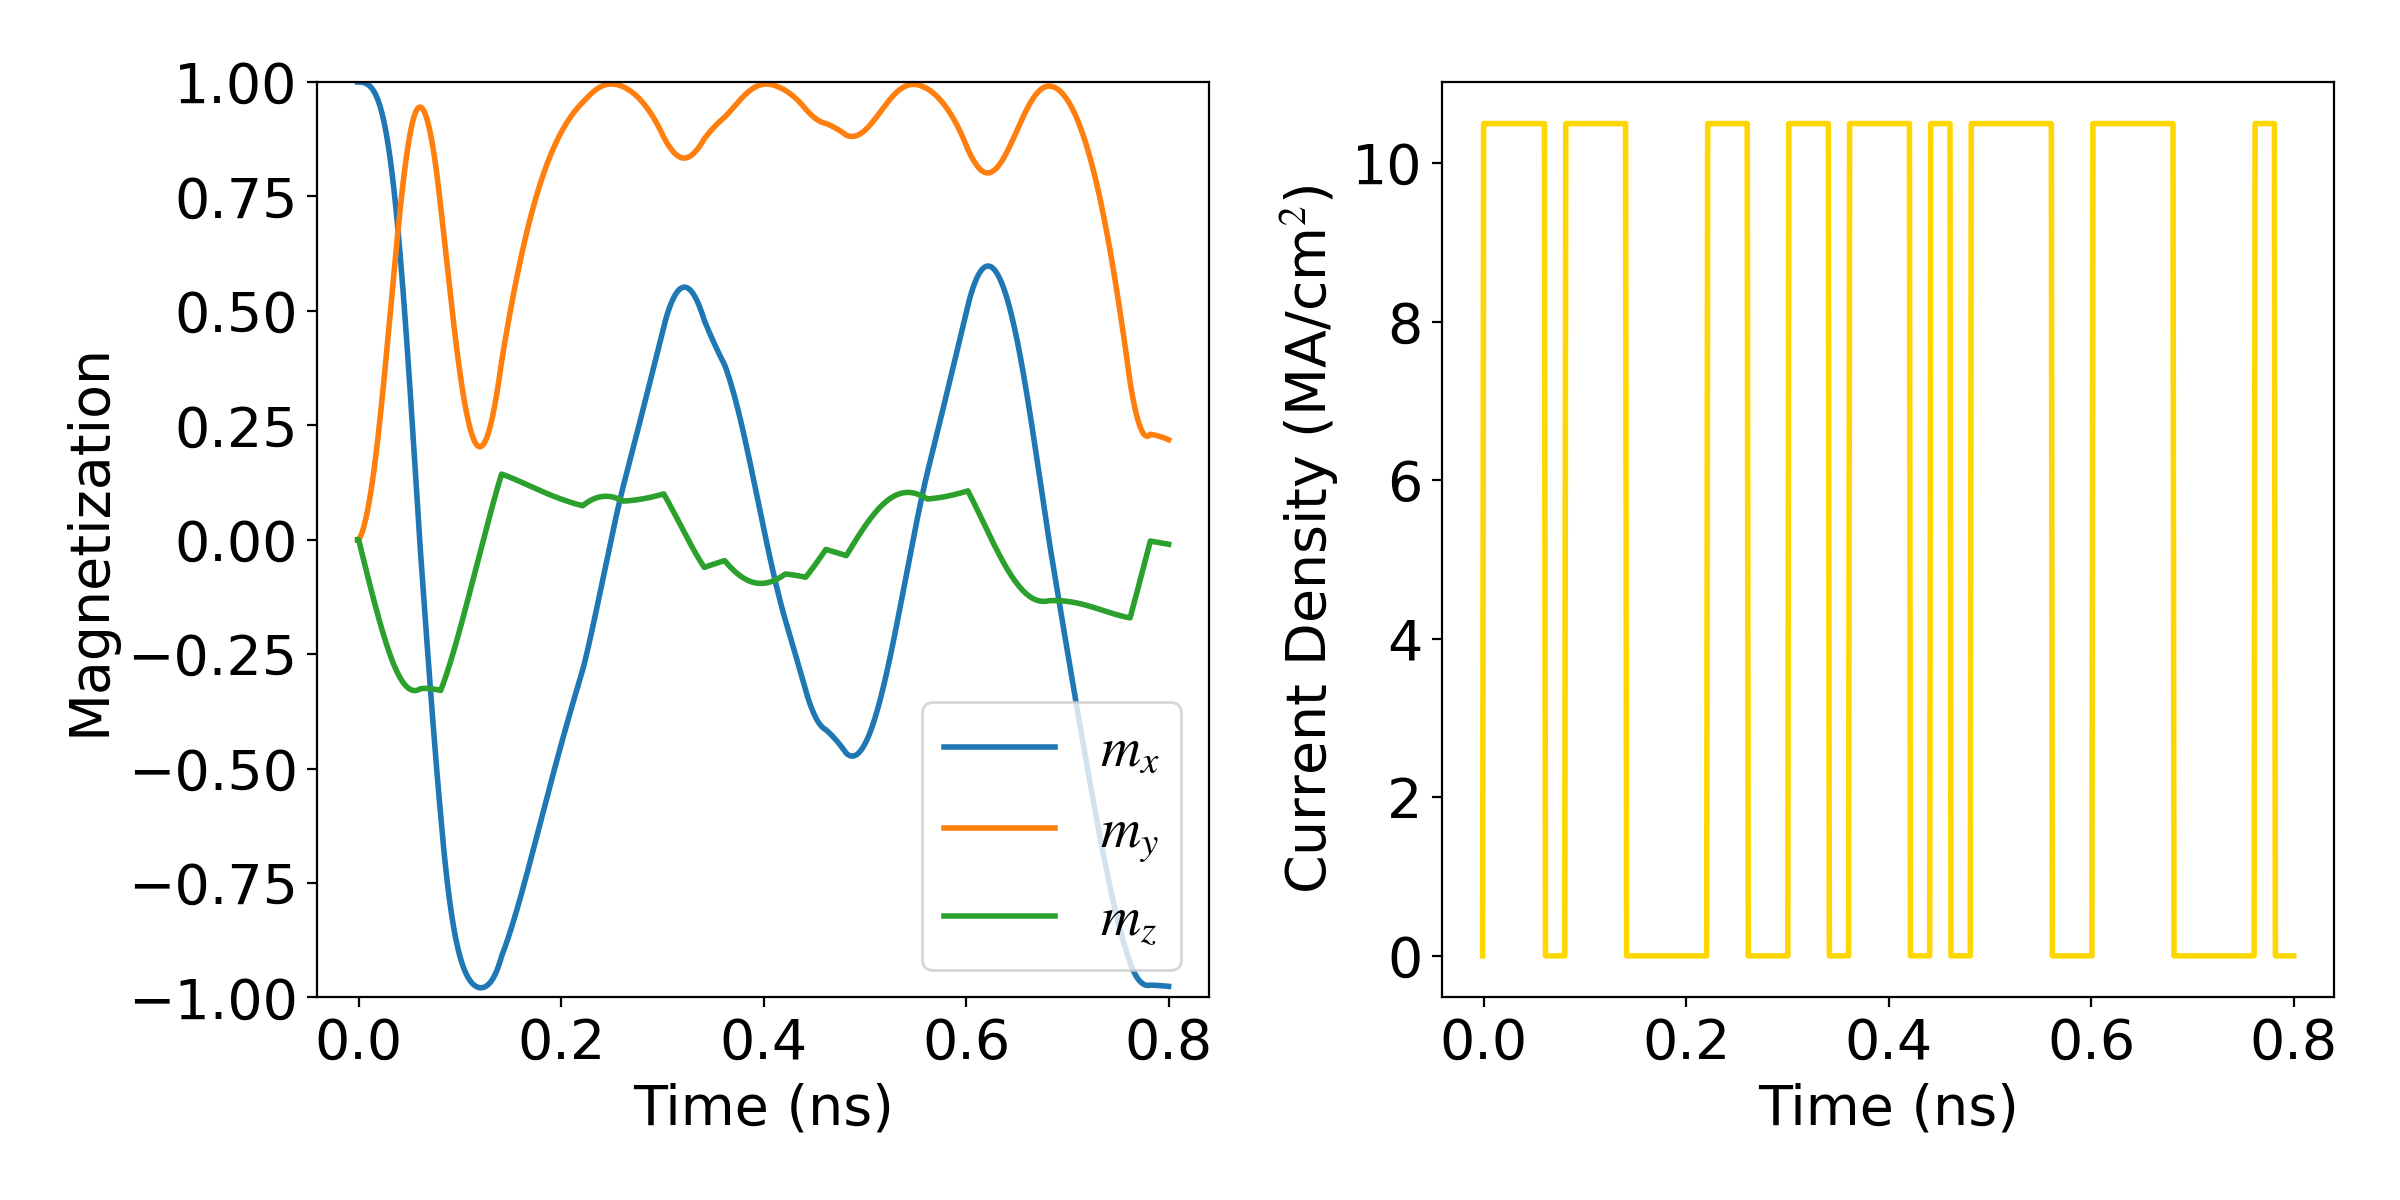 1.00
0.75
0.50
0.25
0.00
−0.25
−0.50
−0.75
−1.00
Magnetization
0.0 0.2 0.4 0.6 0.8
Time (ns)
m_x
m_y
m_z
10
8
6
4
2
0
Current Density (MA/cm²)
0.0 0.2 0.4 0.6 0.8
Time (ns)